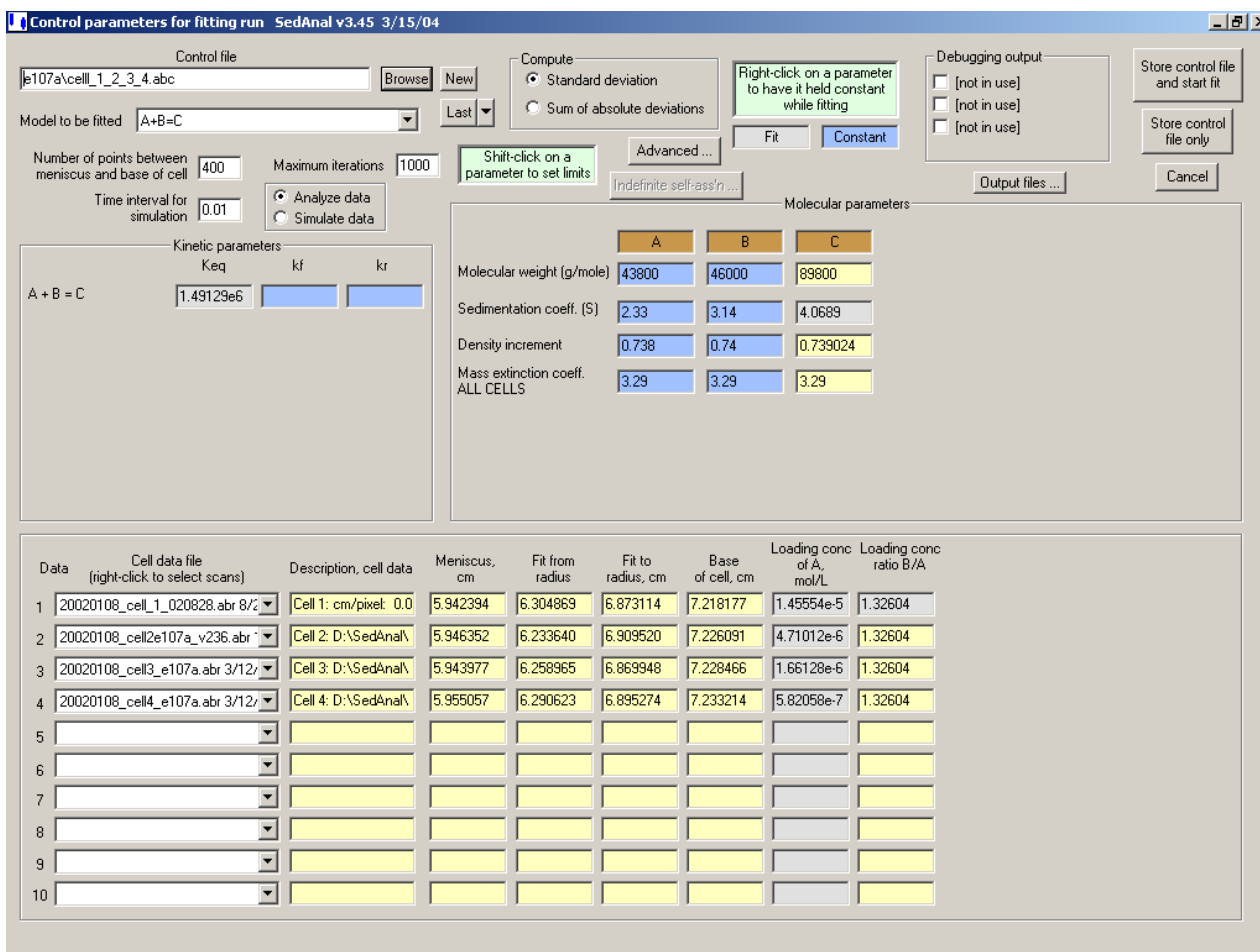 Control parameters for fitting run SedAnal v3.45 3/15/04
Control file
e107a\cellI_1_2_3_4.abc
Browse
New
Last
Model to be fitted
A+B=C
Number of points between
meniscus and base of cell
400
Maximum iterations
1000
Time interval for
simulation
0.01
Analyze data
Simulate data
Compute
Standard deviation
Sum of absolute deviations
Shift-click on a
parameter to set limits
Advanced ...
Indefinite self-ass'n ...
Right-click on a parameter
to have it held constant
while fitting
Fit
Constant
Debugging output
[not in use]
[not in use]
[not in use]
Output files ...
Store control file
and start fit
Store control
file only
Cancel
Kinetic parameters
Keq kf kr
A + B = C 1.49129e6
Molecular parameters
A B C
Molecular weight (g/mole) 43800 46000 89800
Sedimentation coeff. (S) 2.33 3.14 4.0689
Density increment 0.738 0.74 0.739024
Mass extinction coeff.
ALL CELLS
3.29 3.29 3.29
Data
Cell data file
(right-click to select scans)
Description, cell data
Meniscus,
cm
Fit from
radius
Fit to
radius, cm
Base
of cell, cm
Loading conc
of A,
mol/L
Loading conc
ratio B/A
1 20020108_cell_1_020828.abr 8/2 Cell 1: cm/pixel: 0.0 5.942394 6.304869 6.873114 7.218177 1.45554e-5 1.32604
2 20020108_cell2e107a_v236.abr Cell 2: D:\SedAnal\ 5.946352 6.233640 6.909520 7.226091 4.71012e-6 1.32604
3 20020108_cell3_e107a.abr 3/12/ Cell 3: D:\SedAnal\ 5.943977 6.258965 6.869948 7.228466 1.66128e-6 1.32604
4 20020108_cell4_e107a.abr 3/12/ Cell 4: D:\SedAnal\ 5.955057 6.290623 6.895274 7.233214 5.82058e-7 1.32604
5
6
7
8
9
10